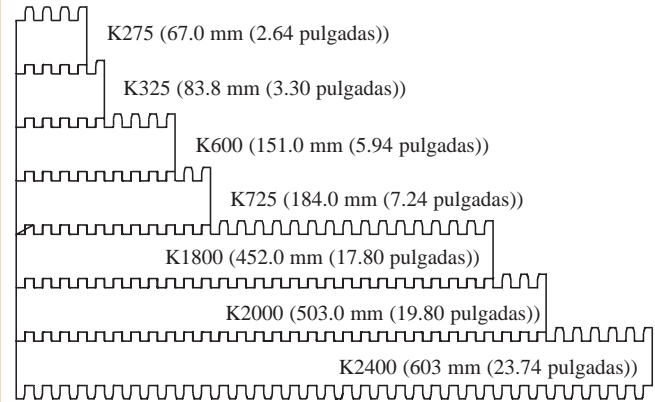 K275 (67.0 mm (2.64 pulgadas))
K325 (83.8 mm (3.30 pulgadas))
K600 (151.0 mm (5.94 pulgadas))
K725 (184.0 mm (7.24 pulgadas))
K1800 (452.0 mm (17.80 pulgadas))
K2000 (503.0 mm (19.80 pulgadas))
K2400 (603 mm (23.74 pulgadas))